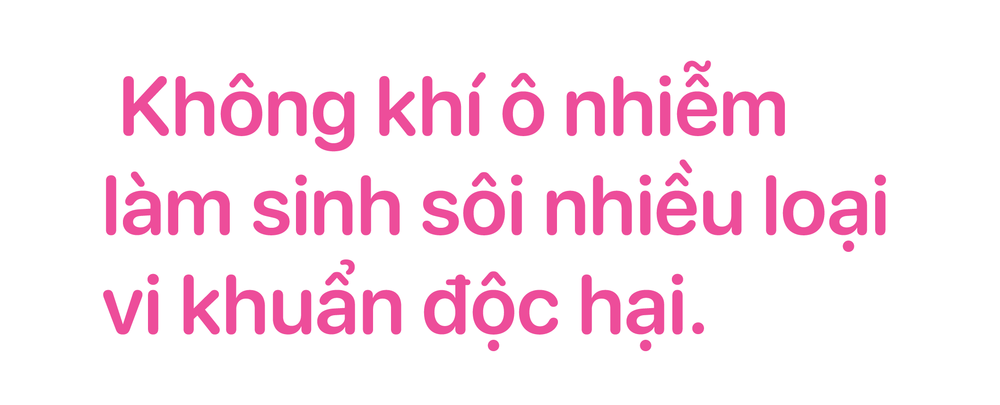 Không khí ô nhiễm
làm sinh sôi nhiều loại
vi khuẩn độc hại.